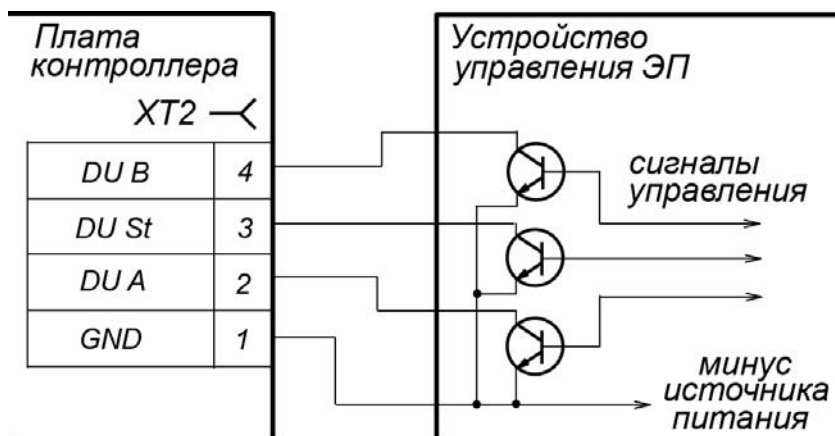 Плата
контроллера
XT2
DU B 4
DU St 3
DU A 2
GND 1
Устройство
управления ЭП
сигналы
управления
минус
источника
питания